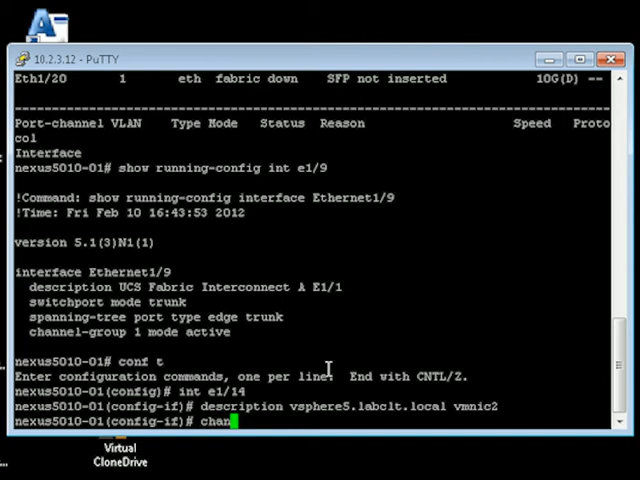 10.2.3.12 - PuTTY
Eth1/20 1 eth fabric down SFP not inserted 10G(D) --
--------------------------------------------------------------------------------
Port-channel VLAN Type Mode Status Reason Speed Proto
col
Interface
nexus5010-01# show running-config int e1/9
!Command: show running-config interface Ethernet1/9
!Time: Fri Feb 10 16:43:53 2012
version 5.1(3)N1(1)
interface Ethernet1/9
description UCS Fabric Interconnect A E1/1
switchport mode trunk
spanning-tree port type edge trunk
channel-group 1 mode active
nexus5010-01# conf t
Enter configuration commands, one per line. End with CNTL/Z.
nexus5010-01(config)# int e1/14
nexus5010-01(config-if)# description vsphere5.labclt.local vmnic2
nexus5010-01(config-if)# chan
... Virtual
CloneDrive